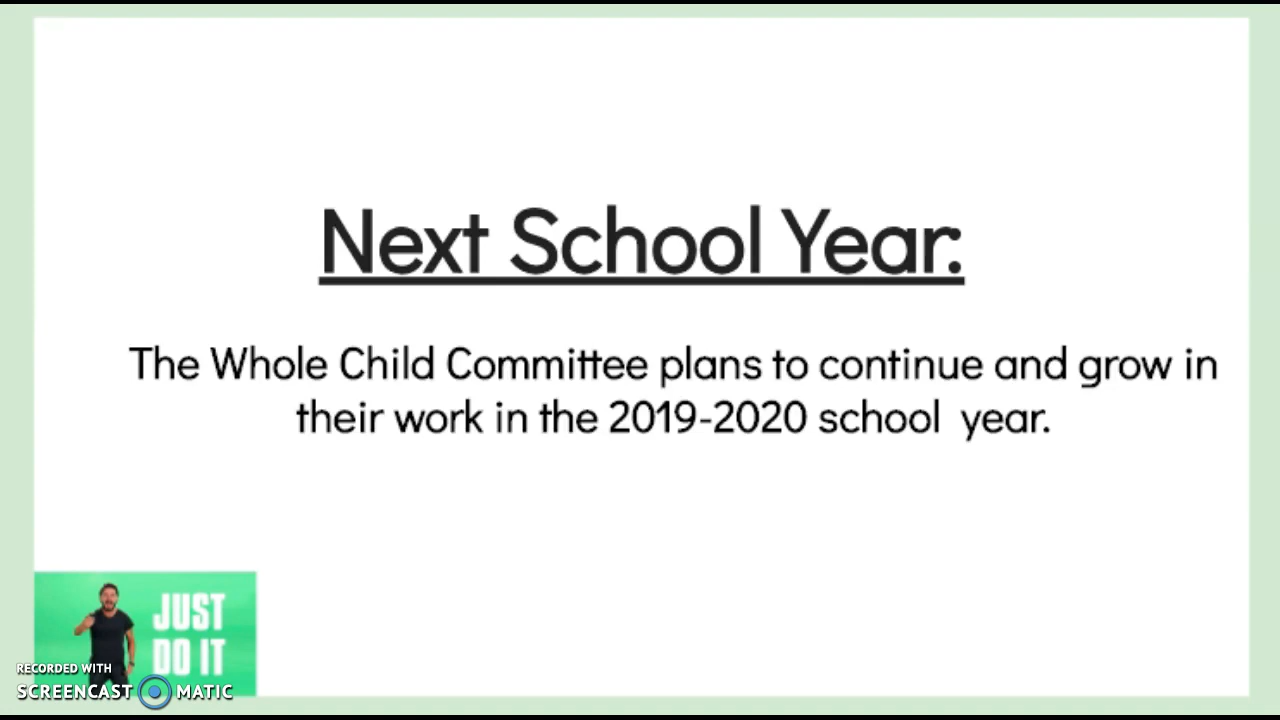 Next School Year:
The Whole Child Committee plans to continue and grow in
their work in the 2019-2020 school  year.
JUST
DO IT
RECORDED WITH
SCREENCAST MATIC